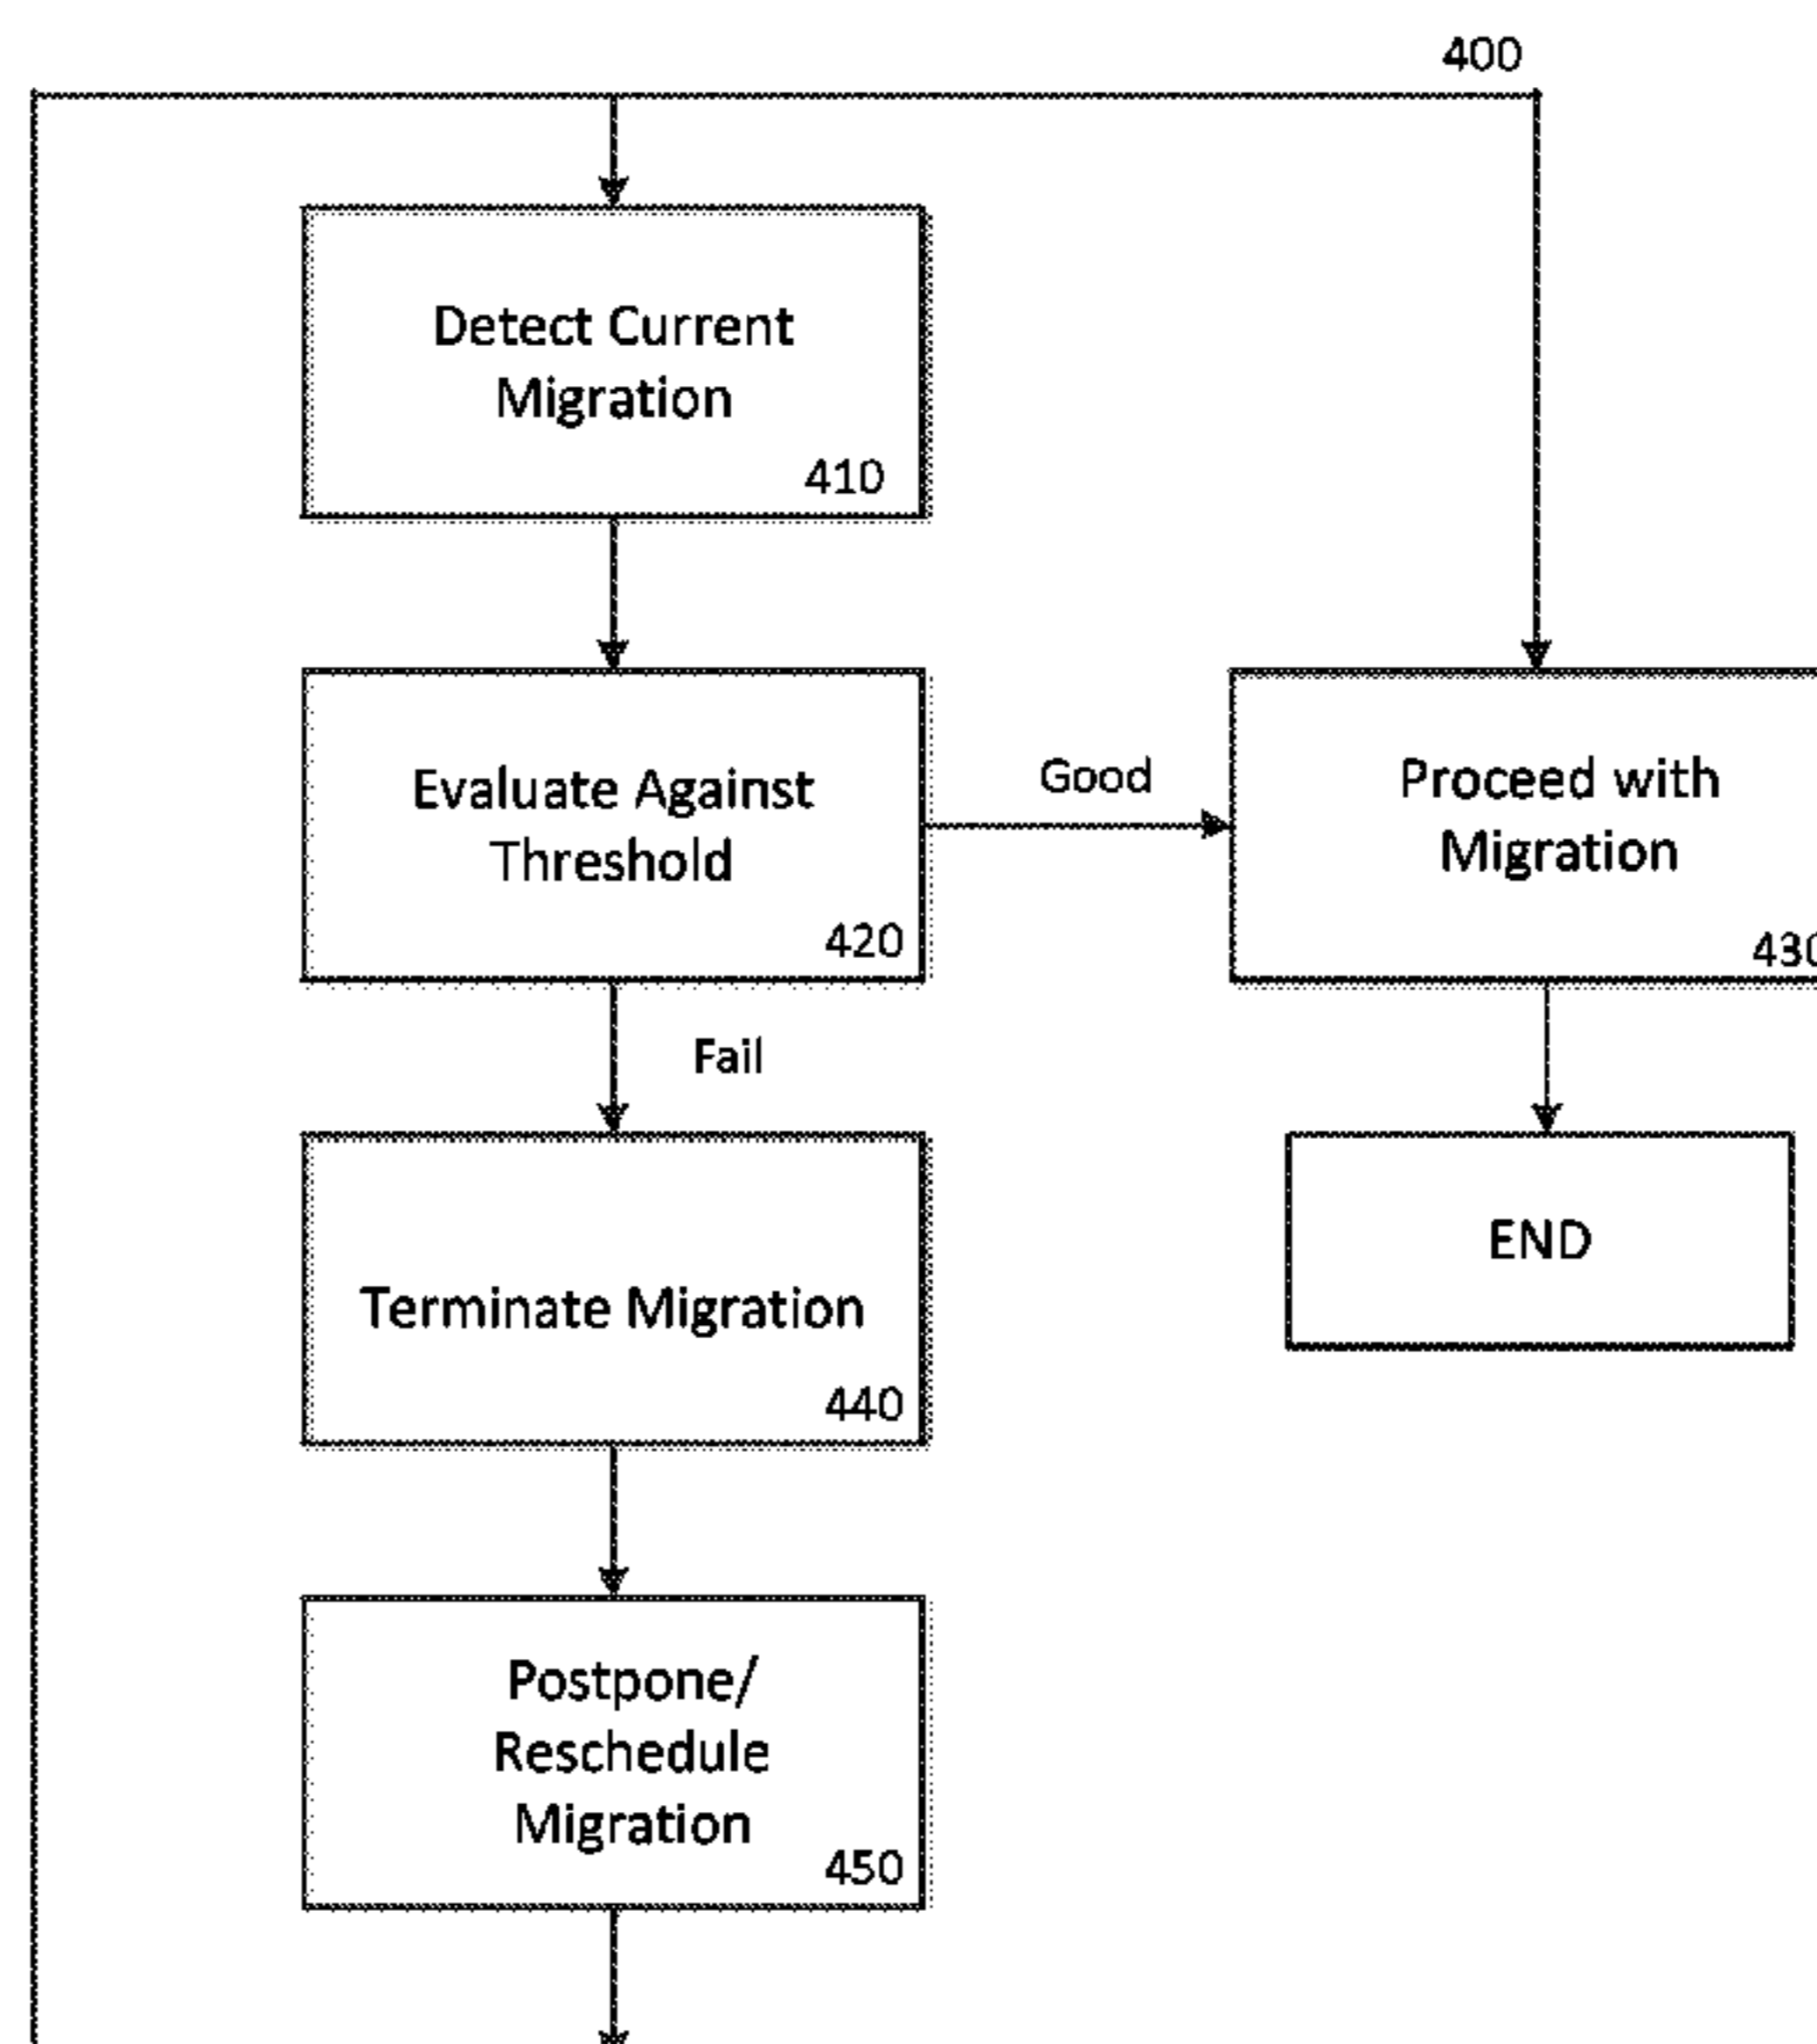 400
Detect Current
Migration
410
Evaluate Against
Threshold
420
Good
Proceed with
Migration
430
Fail
Terminate Migration
440
END
Postpone/
Reschedule
Migration
450